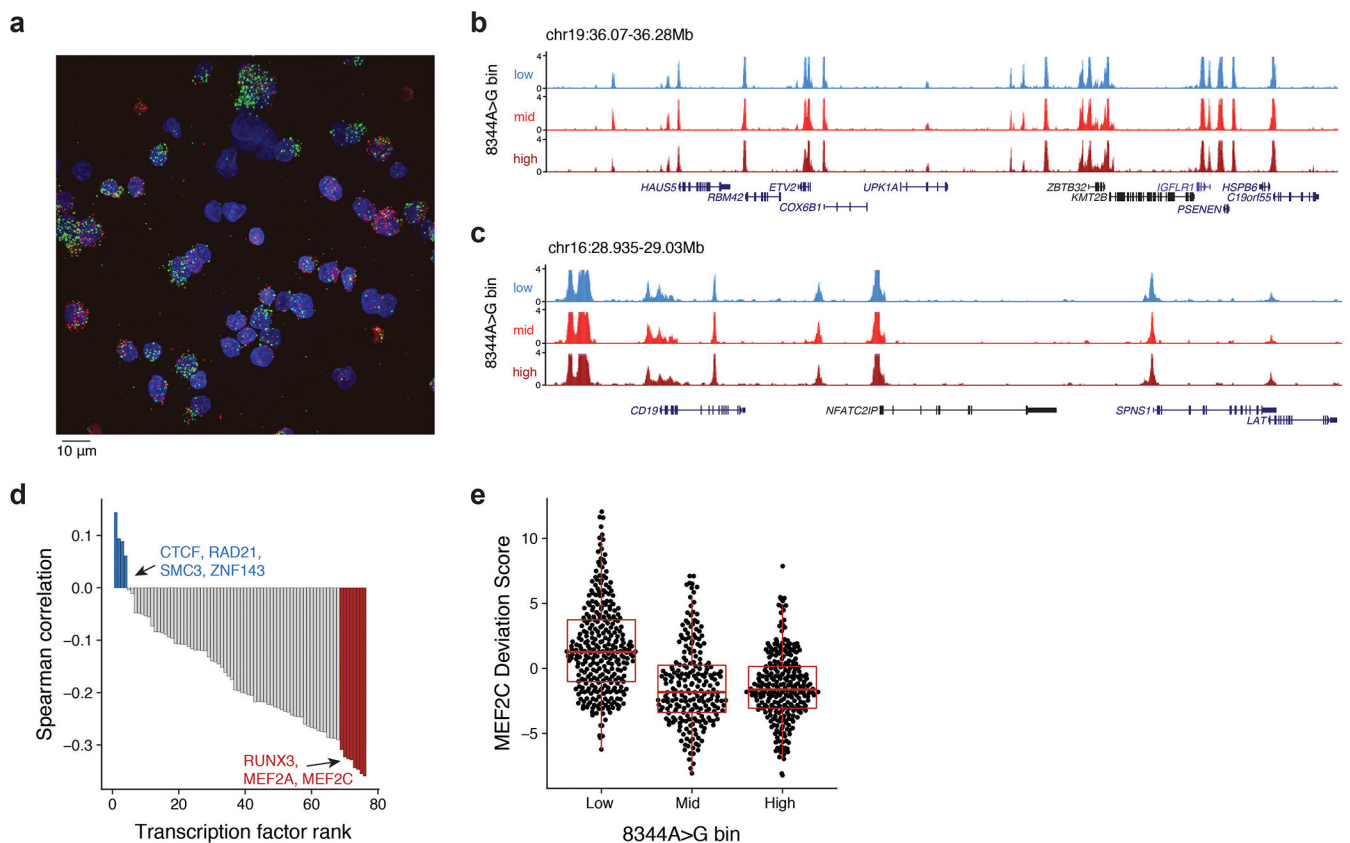 a
10 μm
b
chr19:36.07-36.28Mb
8344A>G bin
low
4
0
mid
4
0
high
4
0
HAUS5
ETV2
UPK1A
ZBTB32
IGFLR1
HSPB6
RBM42
KMT2B
C19orf55
COX6B1
PSENEN
c
chr16:28.935-29.03Mb
8344A>G bin
low
4
0
mid
4
0
high
4
0
CD19
NFATC2IP
SPNS1
LAT
d
Spearman correlation
0.1
0.0
−0.1
−0.2
−0.3
CTCF, RAD21,
SMC3, ZNF143
RUNX3,
MEF2A, MEF2C
0 20 40 60 80
Transcription factor rank
e
MEF2C Deviation Score
10
5
0
−5
Low Mid High
8344A>G bin